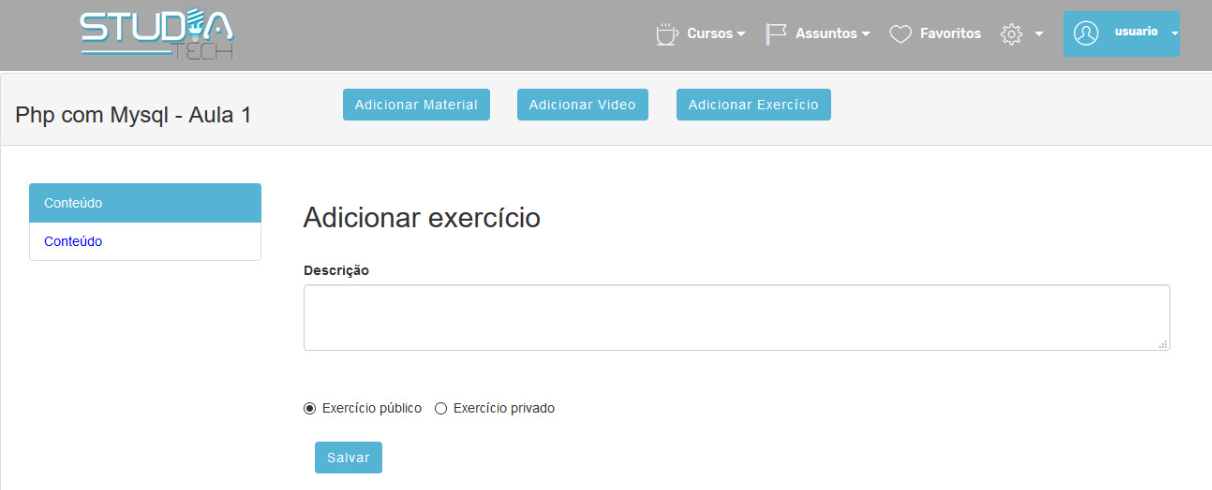 STUDIA
TECH
Cursos
Assuntos
Favoritos
usuario
Php com Mysql - Aula 1
Adicionar Material
Adicionar Video
Adicionar Exercício
Conteúdo
Conteúdo
Adicionar exercício
Descrição
Exercício público
Exercício privado
Salvar